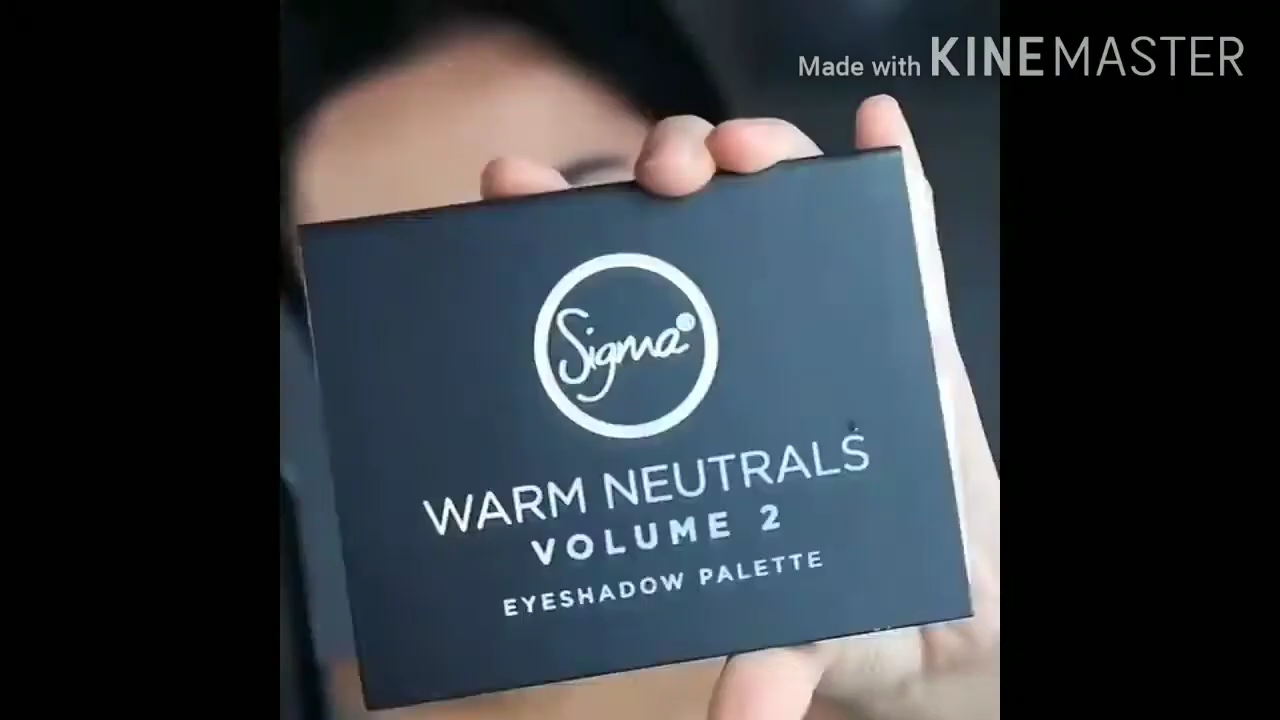 Made with KINEMASTER
Sigma®
WARM NEUTRALS
VOLUME 2
EYESHADOW PALETTE